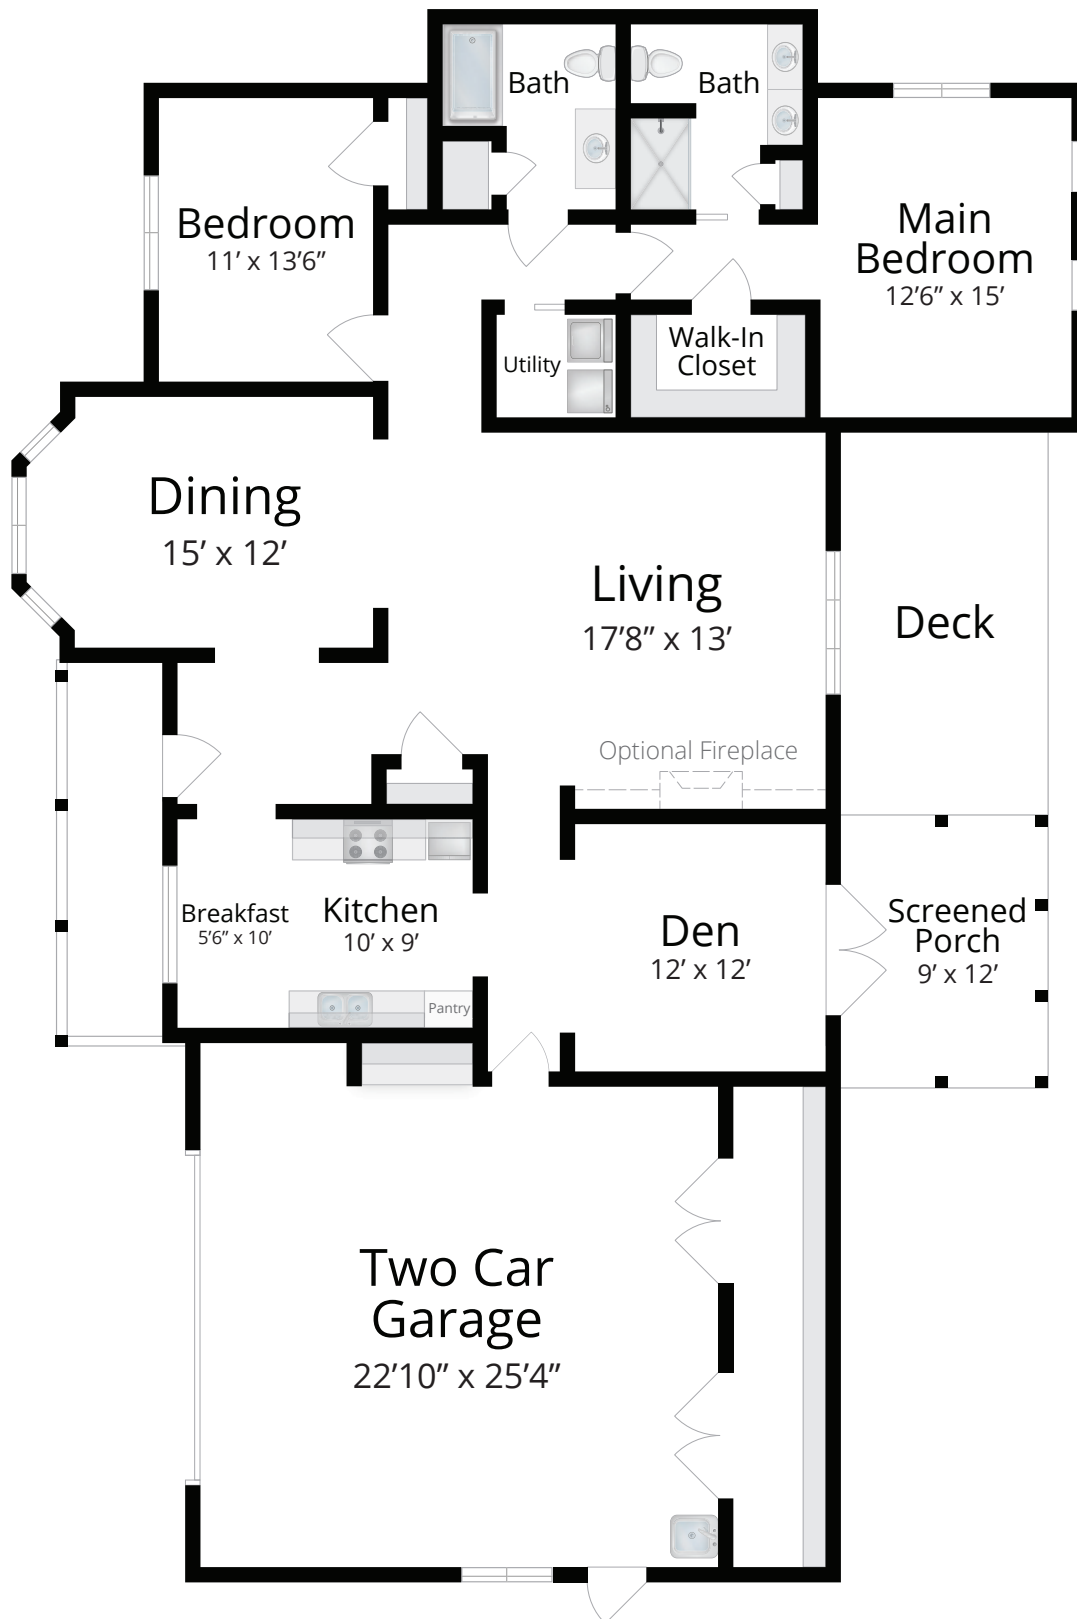 Bath
Bath
Bedroom
11’ x 13’6”
Main
Bedroom
12’6” x 15’
Utility
Walk-In
Closet
Dining
15’ x 12’
Living
17’8” x 13’
Deck
Optional Fireplace
Breakfast
5’6” x 10’
Kitchen
10’ x 9’
Pantry
Den
12’ x 12’
Screened
Porch
9’ x 12’
Two Car
Garage
22’10” x 25’4”